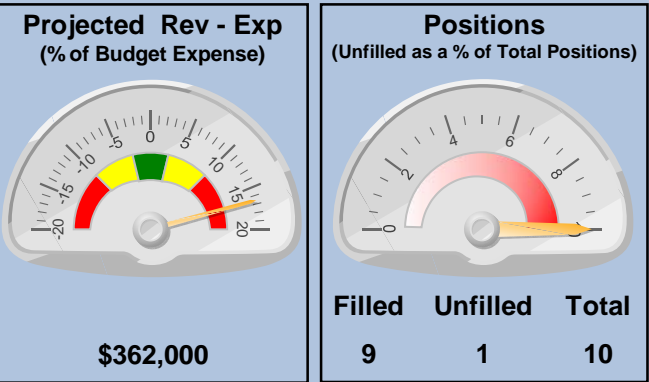 Projected Rev - Exp
(% of Budget Expense)
-20
-15
-10
-5
0
5
10
15
20
$362,000
Positions
(Unfilled as a % of Total Positions)
0
2
4
6
8
Filled Unfilled Total
9 1 10